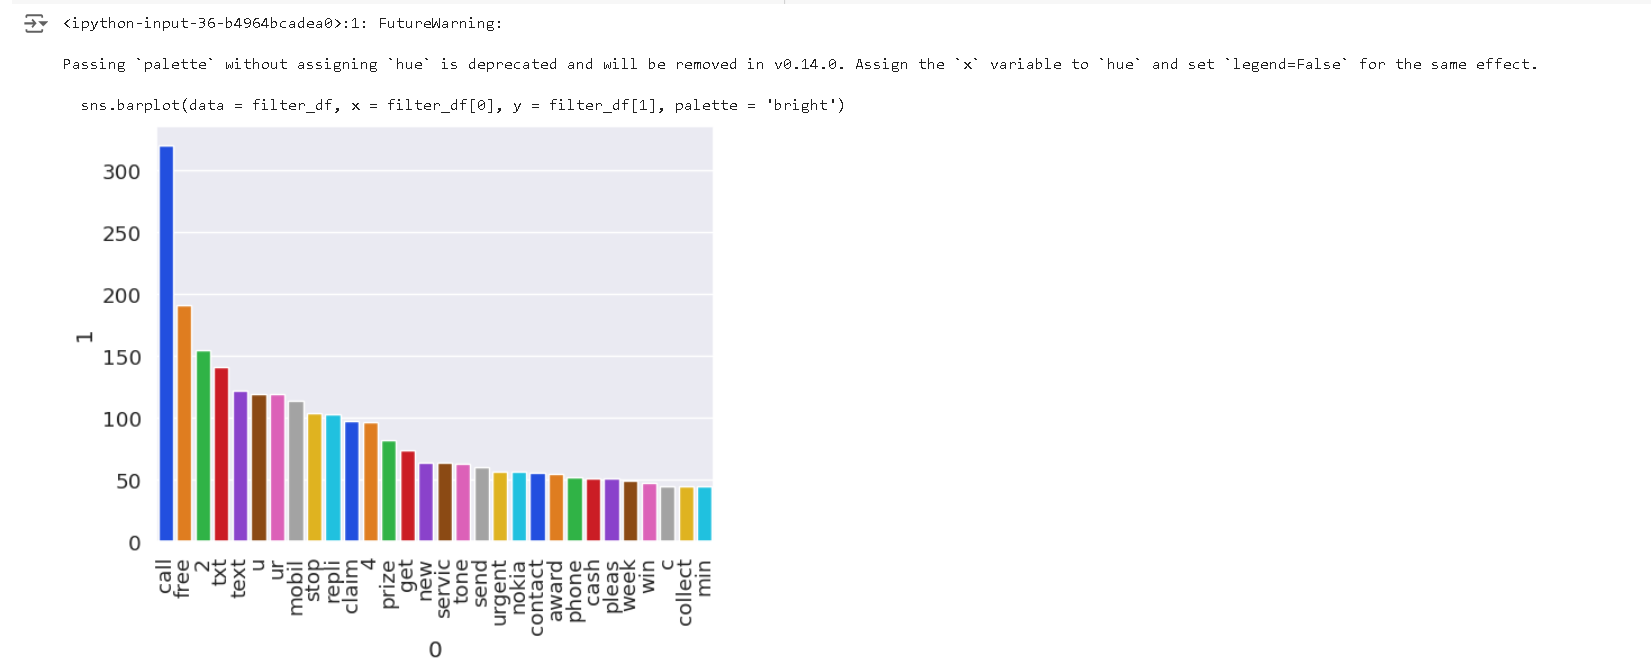 <ipython-input-36-b4964bcadea0>:1: FutureWarning:
Passing `palette` without assigning `hue` is deprecated and will be removed in v0.14.0. Assign the `x` variable to `hue` and set `legend=False` for the same effect.
sns.barplot(data = filter_df, x = filter_df[0], y = filter_df[1], palette = 'bright')
300
250
200
1
150
100
50
0
call free 2 txt text u ur mobil stop repli claim 4 prize get new servic tone send urgent nokia contact award phone cash pleas week win c collect min
0